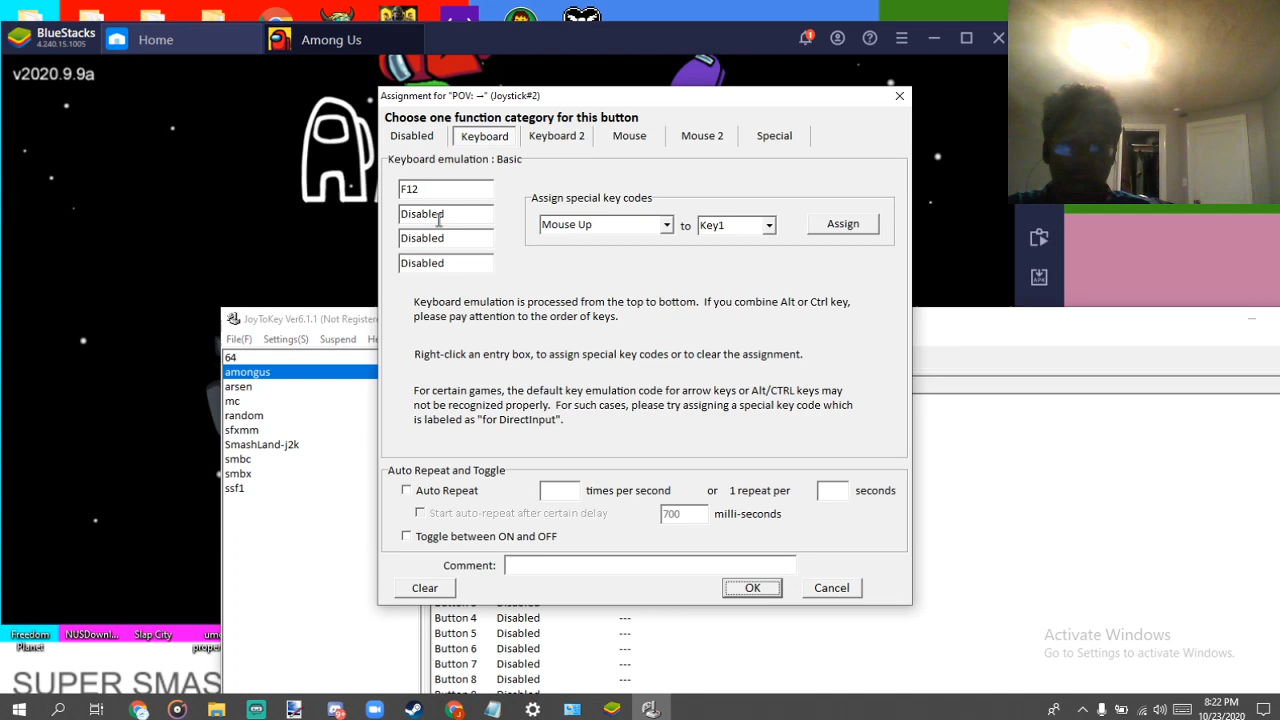 BlueStacks
4.240.15.1005
Home
Among Us
1
v2020.9.9a
Assignment for "POV: →" (Joystick#2)
Choose one function category for this button
Disabled
Keyboard
Keyboard 2
Mouse
Mouse 2
Special
Keyboard emulation : Basic
F12
Disabled
Disabled
Disabled
Assign special key codes
Mouse Up
to
Key1
Assign
Keyboard emulation is processed from the top to bottom. If you combine Alt or Ctrl key,
please pay attention to the order of keys.
Right-click an entry box, to assign special key codes or to clear the assignment.
For certain games, the default key emulation code for arrow keys or Alt/CTRL keys may
not be recognized properly. For such cases, please try assigning a special key code which
is labeled as "for DirectInput".
Auto Repeat and Toggle
Auto Repeat
times per second
or
1 repeat per
seconds
Start auto-repeat after certain delay
700
milli-seconds
Toggle between ON and OFF
Comment:
Clear
OK
Cancel
JoyToKey Ver6.1.1 (Not Registere
File(F)
Settings(S)
Suspend
He
64
amongus
arsen
mc
random
sfxmm
SmashLand-j2k
smbc
smbx
ssf1
Button 4 Disabled ---
Button 5 Disabled ---
Button 6 Disabled ---
Button 7 Disabled ---
Button 8 Disabled ---
APK
Activate Windows
Go to Settings to activate Windows.
Freedom
Planet
NUSDownl...
Slap City
um
proper
SUPER SMAS
8:22 PM
10/23/2020